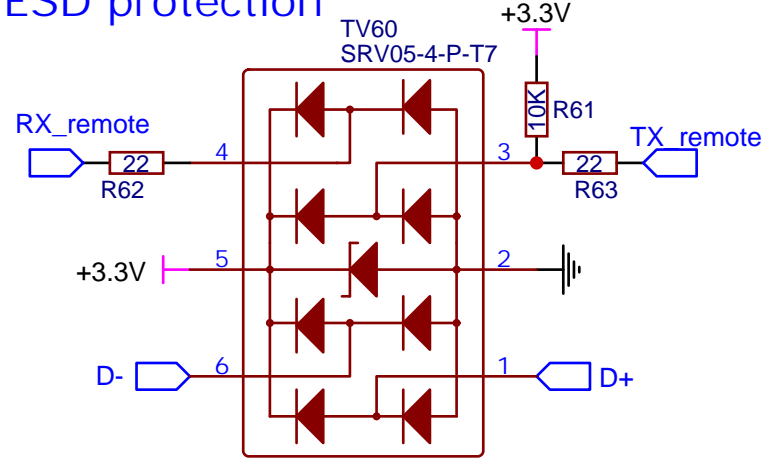 ESD protection
TV60
SRV05-4-P-T7
+3.3V
10K
R61
RX_remote
22
R62
4
3
22
R63
TX_remote
+3.3V
5
2
D-
6
1
D+